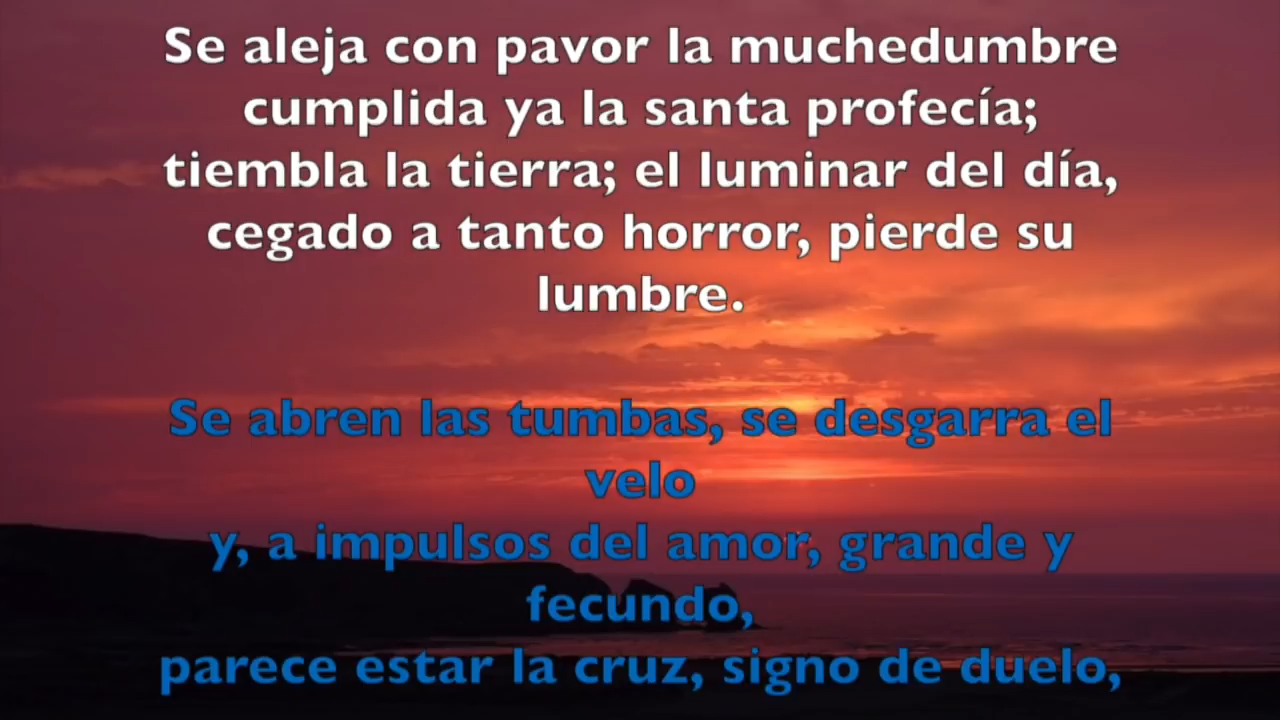 Se aleja con pavor la muchedumbre
cumplida ya la santa profecía;
tiembla la tierra; el luminar del día,
cegado a tanto horror, pierde su
lumbre.
Se abren las tumbas, se desgarra el
velo
y, a impulsos del amor, grande y
fecundo,
parece estar la cruz, signo de duelo,